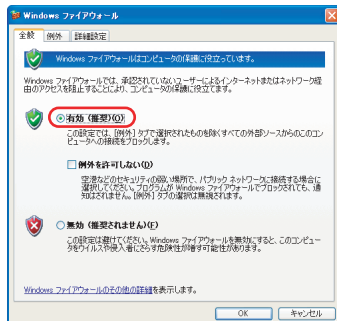 Windows ファイアウォール
全般 例外 詳細設定
Windows ファイアウォールはコンピュータの保護に役立ています。
Windows ファイアウォールでは、承認されていないユーザーによるインターネットまたはネットワーク経
由のアクセスを阻止することにより、コンピュータの保護に役立てます。
有効 (推奨)(O)
この設定では、[例外] タブで選択されたものを除くすべての外部ソースからのこのコン
ピュータへの接続をブロックします。
例外を許可しない(D)
空港などのセキュリティの弱い場所で、パブリック ネットワークに接続する場合に
選択してください。プログラムが Windows ファイアウォールでブロックされても、通
知はされません。[例外] タブの選択は無視されます。
無効 (推奨されません)(F)
この設定は避けてください。Windows ファイアウォールを無効にすると、このコンピュー
タをウイルスや侵入者にさらす危険性が増す可能性があります。
Windows ファイアウォールのその他の詳細を表示します。
OK キャンセル